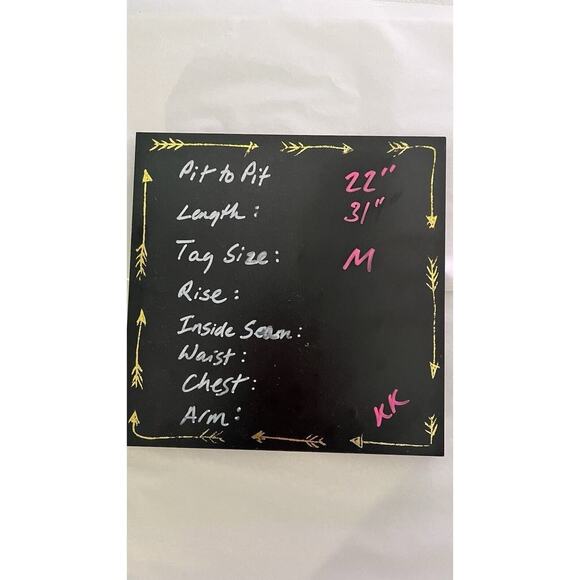 Pit to Pit 22"
Length: 31"
Tag Size: M
Rise:
Inside Seam:
Waist:
Chest:
Arm:
KK